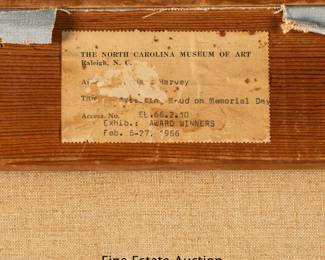 THE NORTH CAROLINA MUSEUM OF ART
Raleigh, N. C.
Harvey
on Memorial Day
Access. No. EL.66.2.10
Exhib.: AWARD WINNERS
Feb. 6-27, 1966
Fine Estate Auction